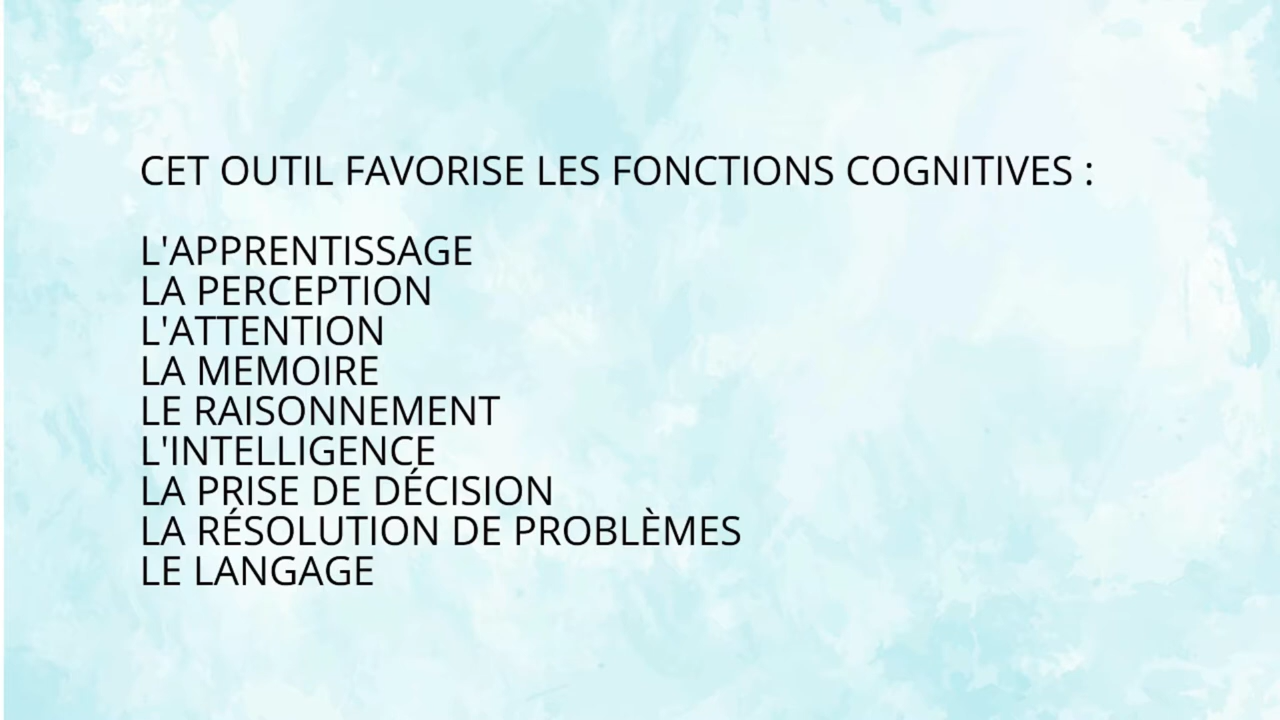 CET OUTIL FAVORISE LES FONCTIONS COGNITIVES :
L'APPRENTISSAGE
LA PERCEPTION
L'ATTENTION
LA MEMOIRE
LE RAISONNEMENT
L'INTELLIGENCE
LA PRISE DE DÉCISION
LA RÉSOLUTION DE PROBLÈMES
LE LANGAGE